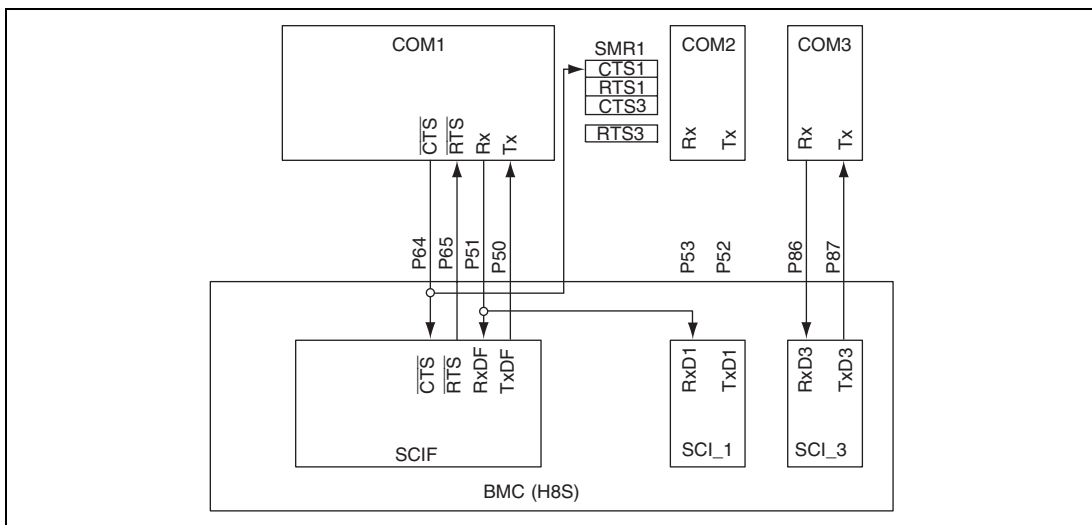 COM1
SMR1
CTS1
RTS1
CTS3
RTS3
COM2
COM3
CTS
RTS
Rx
Tx
Rx
Tx
Rx
Tx
P64
P65
P51
P50
P53
P52
P86
P87
CTS
RTS
RxDF
TxDF
RxD1
TxD1
RxD3
TxD3
SCIF
SCI_1
SCI_3
BMC (H8S)